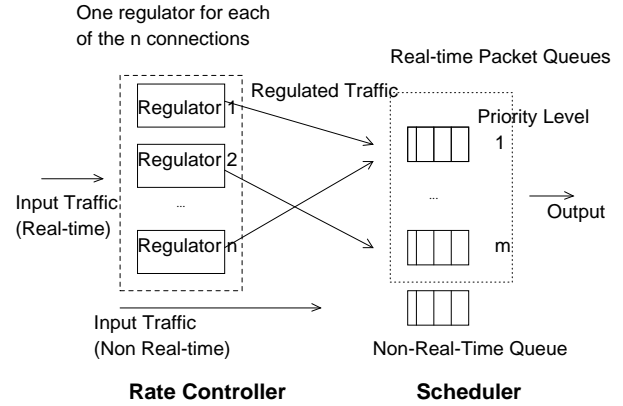 One regulator for each
of the n connections
Real-time Packet Queues
Regulated Traffic
Regulator 1
Priority Level
1
Regulator 2
Input Traffic
(Real-time)
...
...
Output
Regulator n
m
Input Traffic
(Non Real-time)
Non-Real-Time Queue
Rate Controller
Scheduler